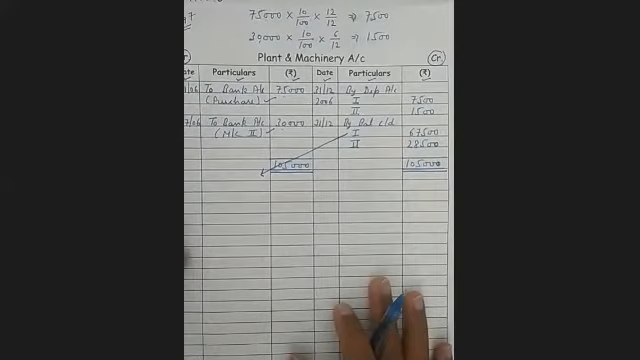 75000 × 10/100 × 12/12 ⇒ 7500
30,000 × 10/100 × 6/12 ⇒ 1500
Plant & Machinery A/c Cr.
Particulars (₹) Date Particulars (₹)
To Bank A/c 75000 31/12 By Dep A/c
(Purchase) 2006 I 7500
II 1500
To Bank A/c 30000 31/12 By Bal c/d
(M/c II) I 67500
II 28500
105000 105000